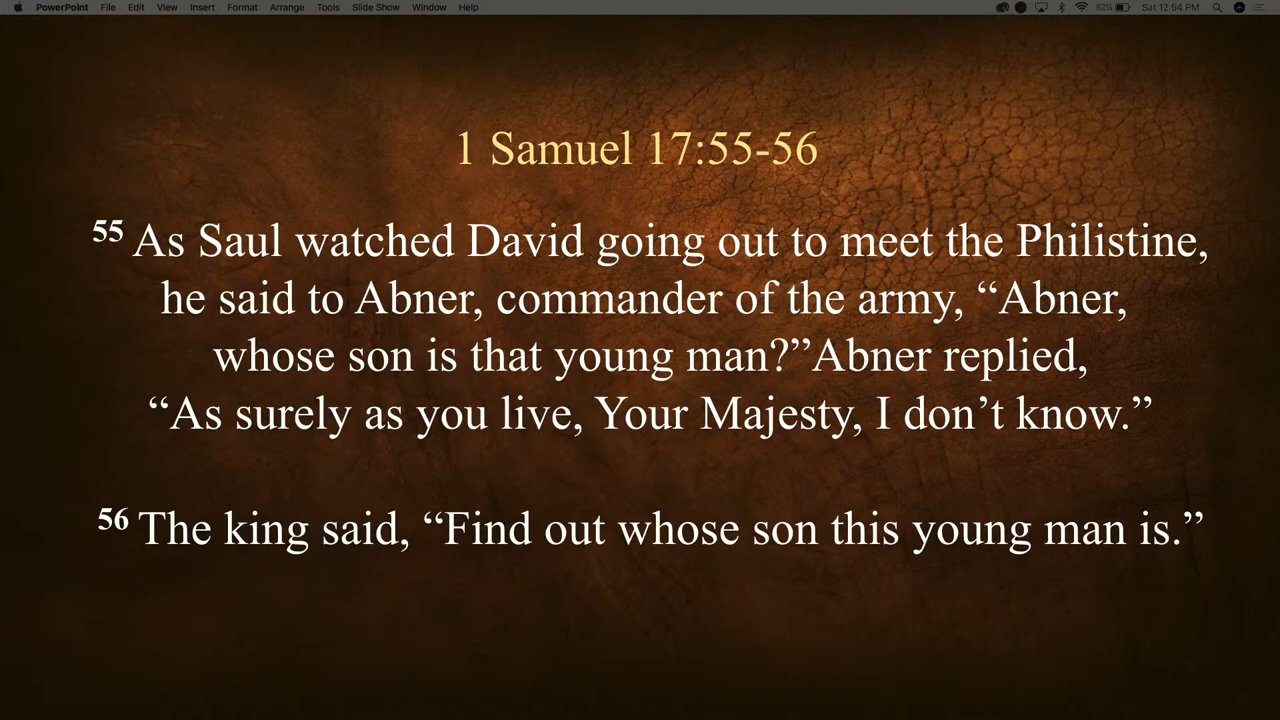 PowerPoint File Edit View Insert Format Arrange Tools Slide Show Window Help 62% Sat 12:54 PM
1 Samuel 17:55-56
55 As Saul watched David going out to meet the Philistine,
he said to Abner, commander of the army, “Abner,
whose son is that young man?”Abner replied,
“As surely as you live, Your Majesty, I don’t know.”
56 The king said, “Find out whose son this young man is.”